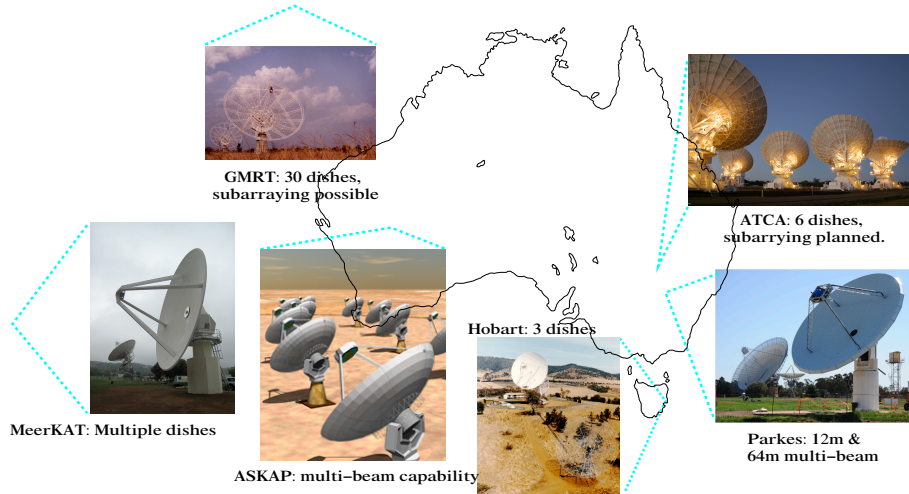 GMRT: 30 dishes,
subarraying possible
ATCA: 6 dishes,
subarrying planned.
Hobart: 3 dishes
MeerKAT: Multiple dishes
ASKAP: multi−beam capability
Parkes: 12m &
64m multi−beam